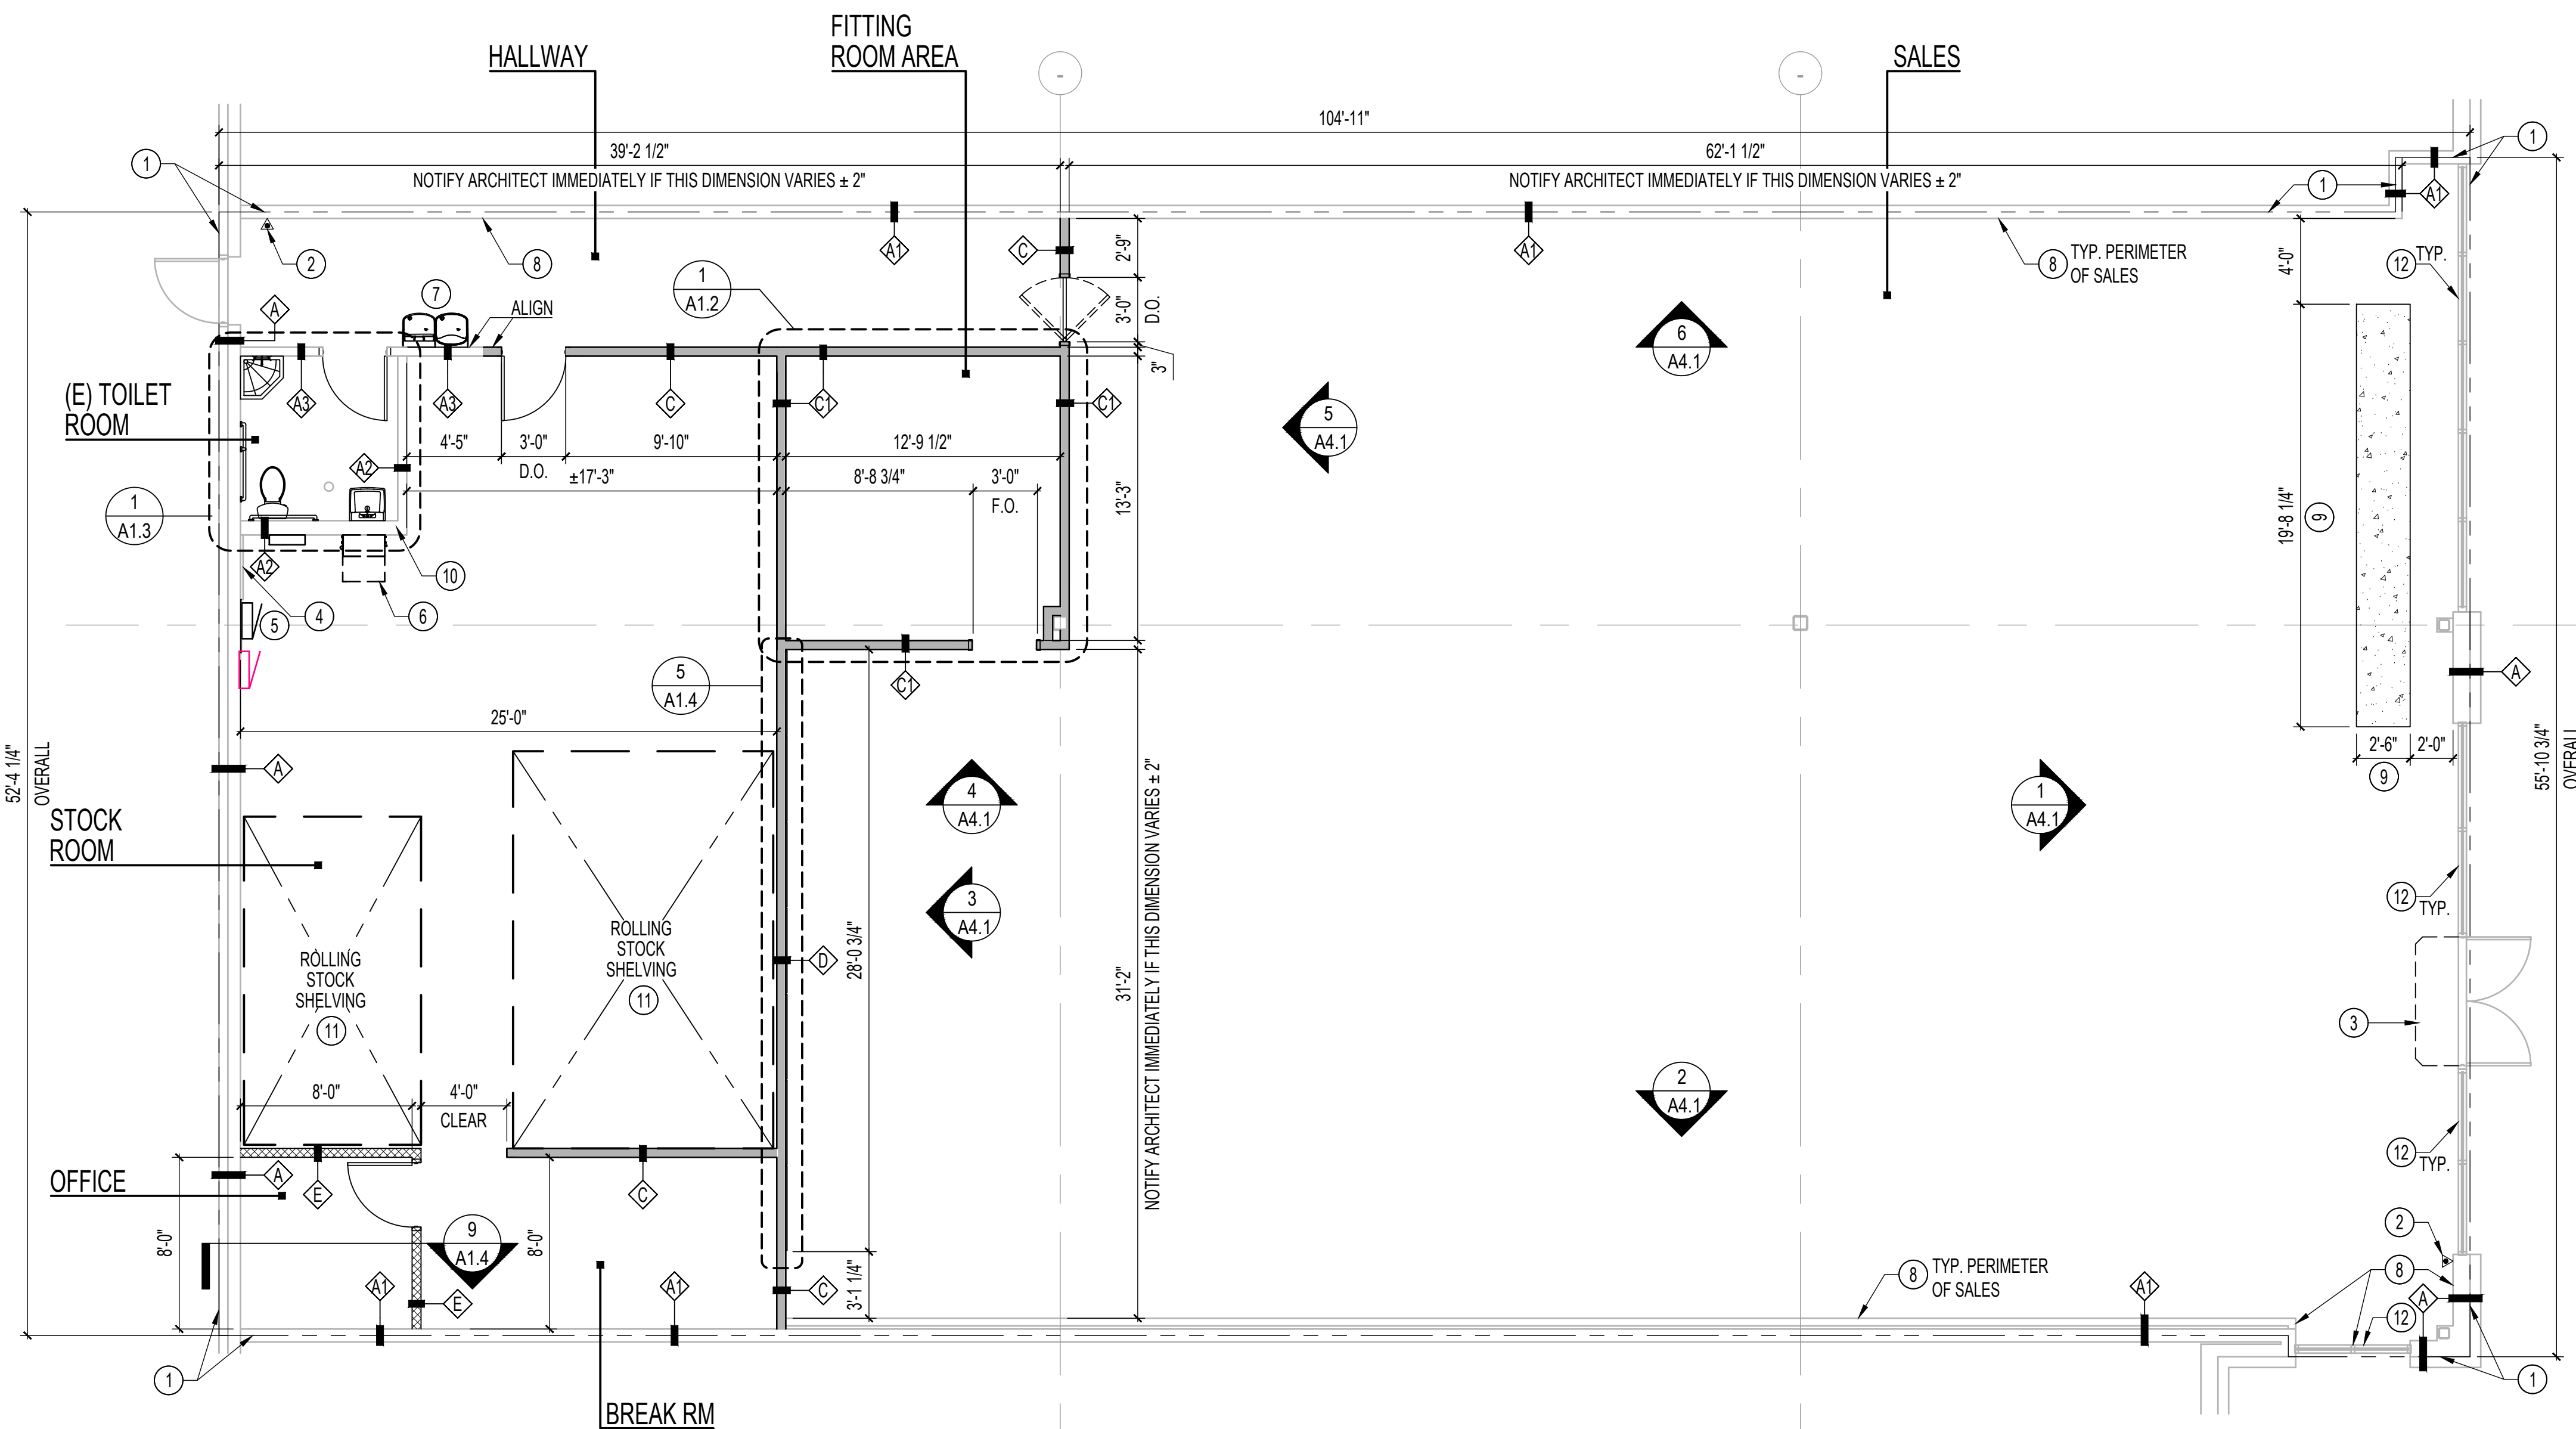 FITTING
ROOM AREA
HALLWAY
SALES
-
-
104'-11"
39'-2 1/2"
62'-1 1/2"
NOTIFY ARCHITECT IMMEDIATELY IF THIS DIMENSION VARIES ± 2"
NOTIFY ARCHITECT IMMEDIATELY IF THIS DIMENSION VARIES ± 2"
1
1
1
A1
A1
2
8
A1
C
2'-9"
A1
8
TYP. PERIMETER
OF SALES
4'-0"
12
TYP.
A
7
ALIGN
1
A1.2
3'-0"
D.O.
3"
6
A4.1
(E) TOILET
ROOM
A3
A3
C
C1
C1
5
A4.1
4'-5"
3'-0"
D.O.
9'-10"
12'-9 1/2"
A2
±17'-3"
8'-8 3/4"
3'-0"
F.O.
13'-3"
1
A1.3
19'-8 1/4"
9
A2
10
4
5
6
5
A1.4
C1
A
25'-0"
52'-4 1/4"
OVERALL
A
2'-6"
2'-0"
9
55'-10 3/4"
OVERALL
4
A4.1
1
A4.1
STOCK
ROOM
3
A4.1
12
TYP.
ROLLING
STOCK
SHELVING
11
ROLLING
STOCK
SHELVING
11
D
28'-0 3/4"
31'-2"
NOTIFY ARCHITECT IMMEDIATELY IF THIS DIMENSION VARIES ± 2"
3
8'-0"
4'-0"
CLEAR
2
A4.1
12
TYP.
OFFICE
A
E
C
8'-0"
9
A1.4
8'-0"
2
A1
E
A1
C
3'-1 1/4"
8
TYP. PERIMETER
OF SALES
A1
8
A
12
1
1
BREAK RM